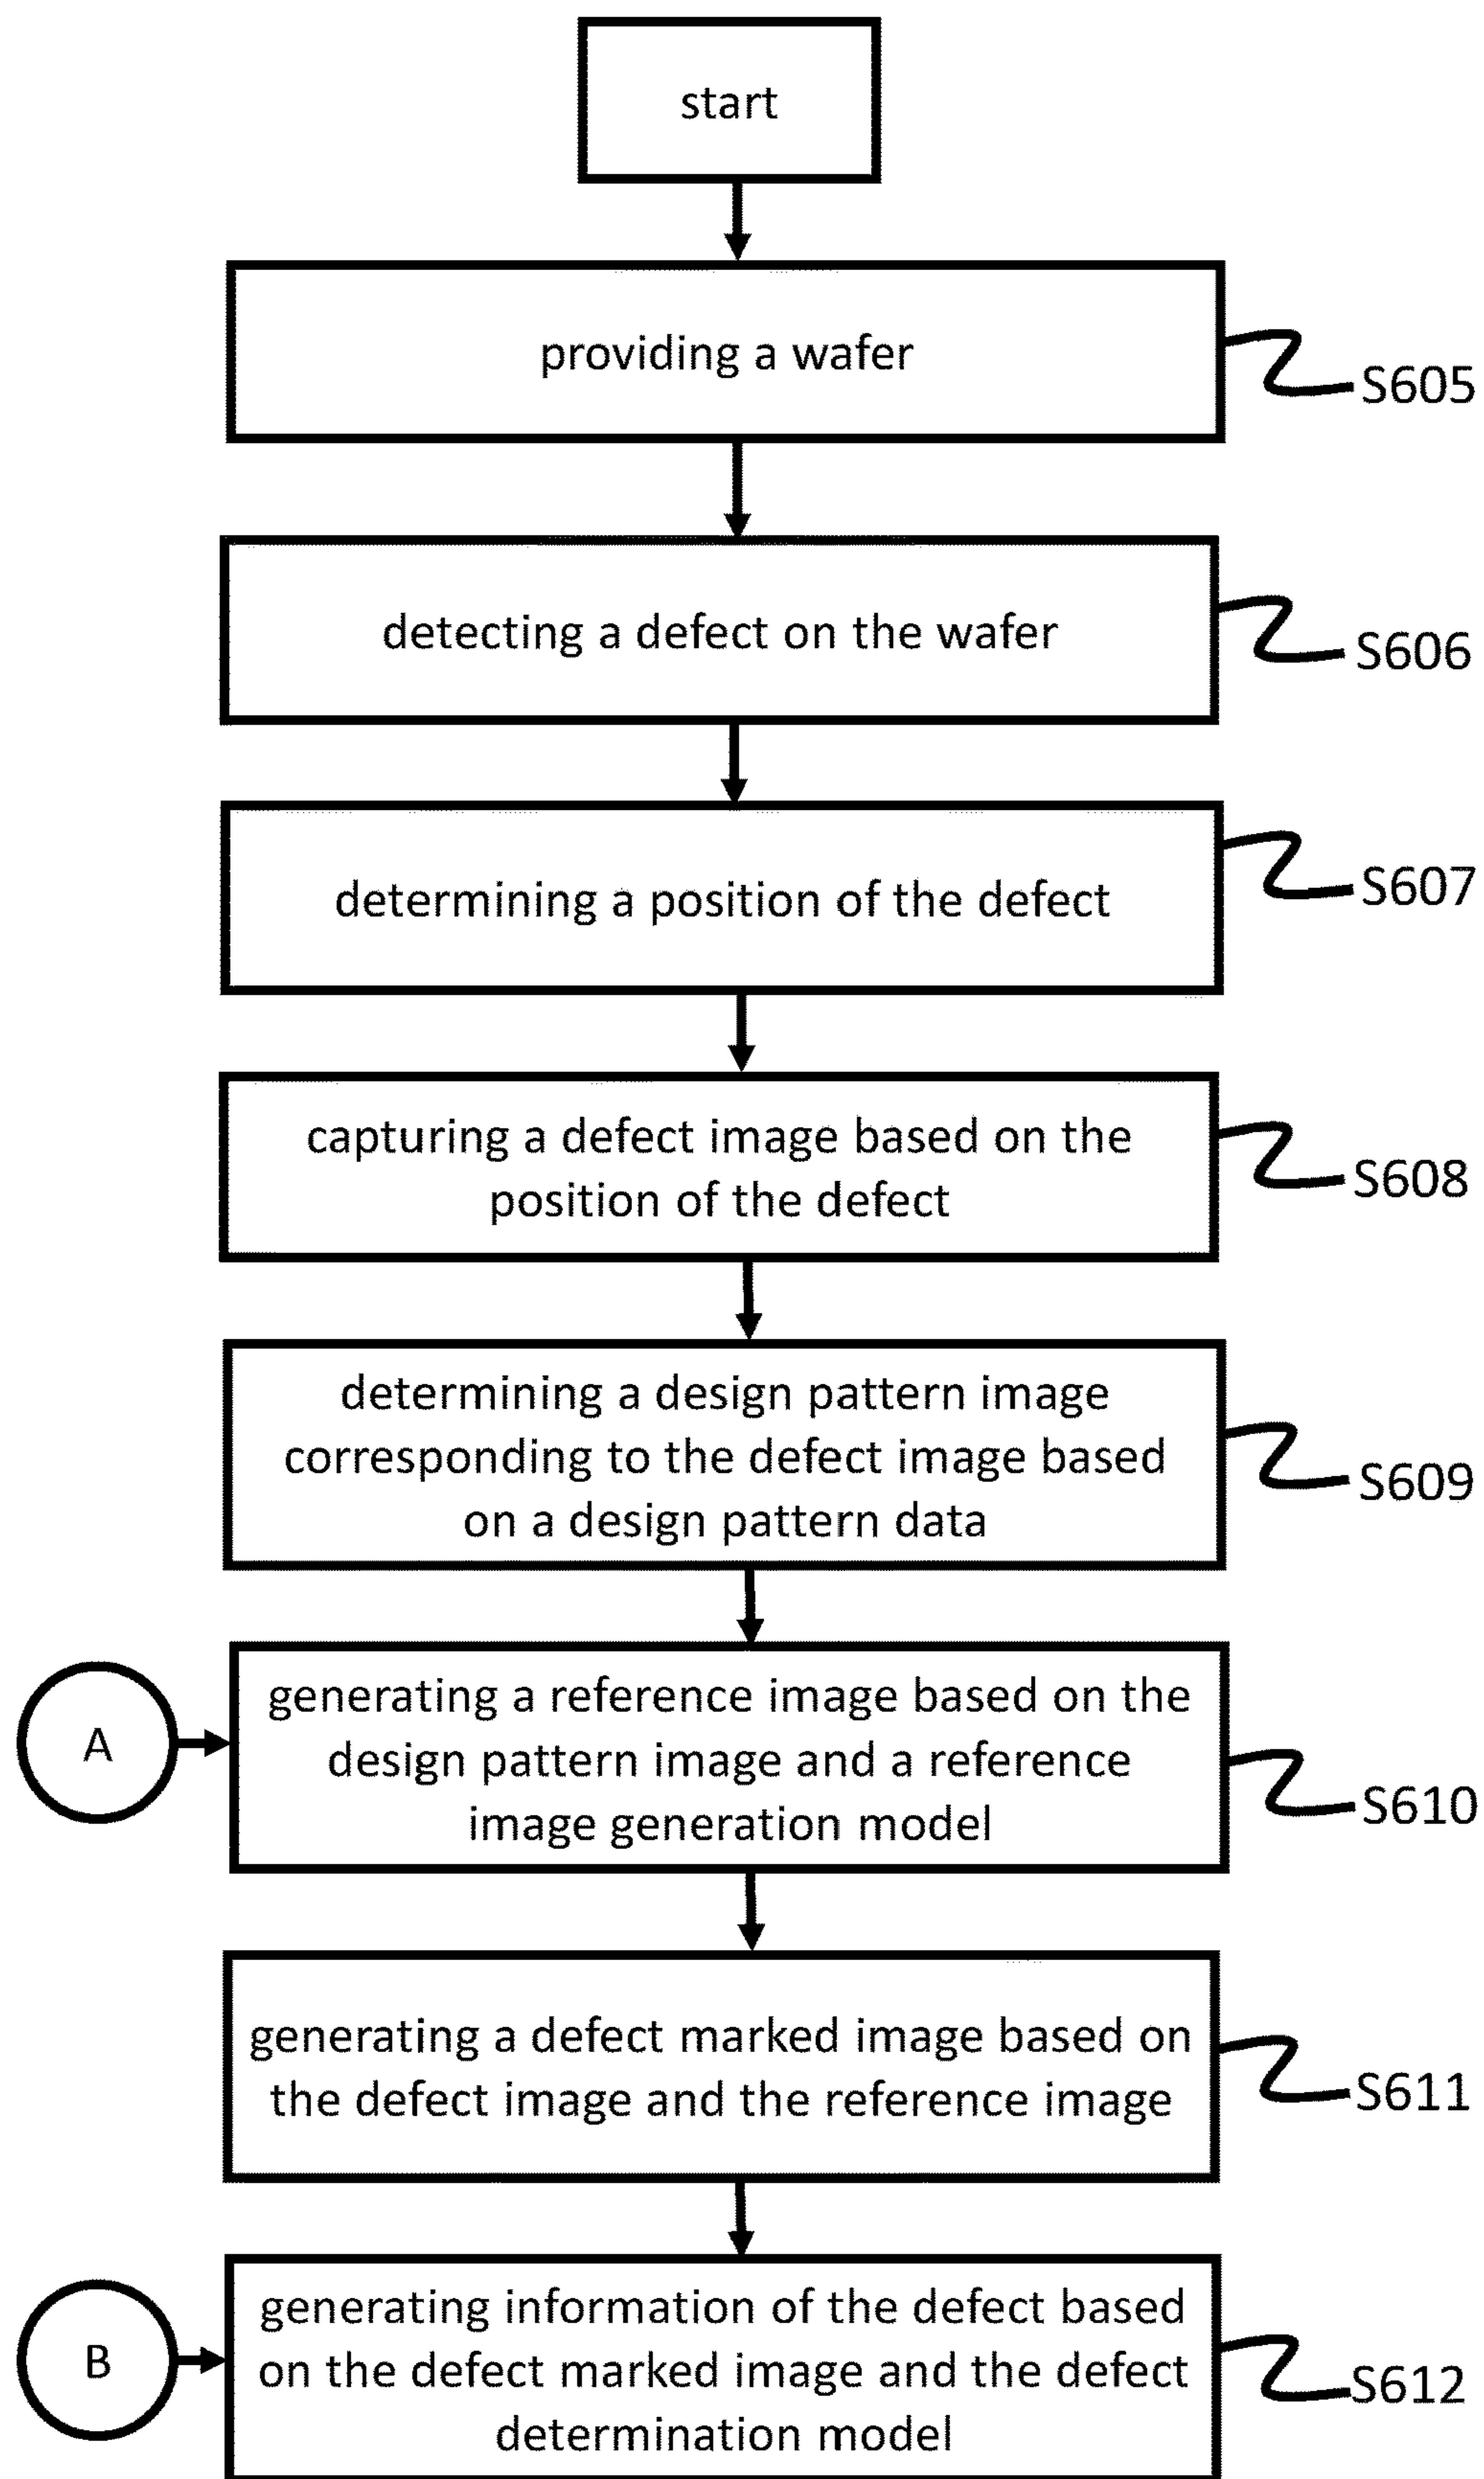 start
providing a wafer
S605
detecting a defect on the wafer
S606
determining a position of the defect
S607
capturing a defect image based on the
position of the defect
S608
determining a design pattern image
corresponding to the defect image based
on a design pattern data
S609
A
generating a reference image based on the
design pattern image and a reference
image generation model
S610
generating a defect marked image based on
the defect image and the reference image
S611
B
generating information of the defect based
on the defect marked image and the defect
determination model
S612